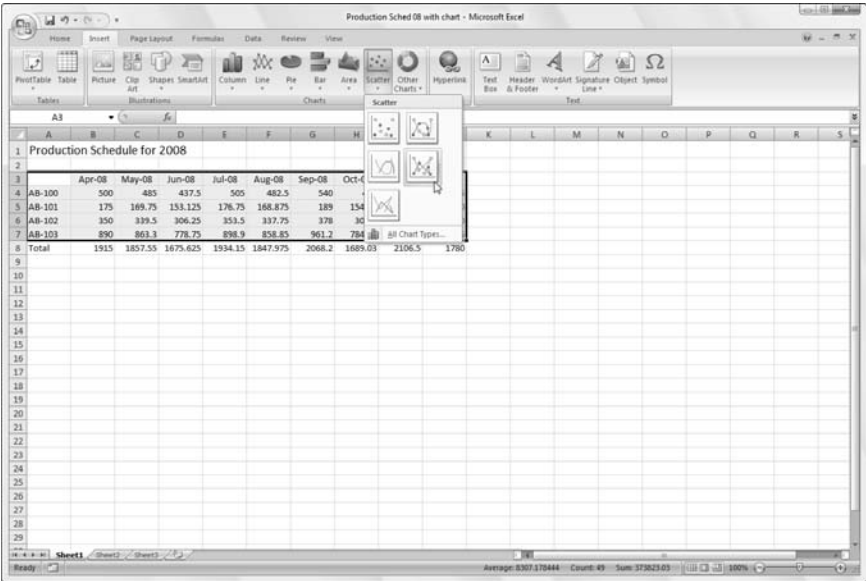 Production Sched 08 with chart - Microsoft Excel
Home Insert Page Layout Formulas Data Review View
PivotTable Table Picture Clip Art Shapes SmartArt Column Line Pie Bar Area Scatter Other Charts Hyperlink Text Box Header & Footer WordArt Signature Line Object Symbol
Tables Illustrations Charts Text
A3 fx
Scatter
All Chart Types...
A B C D E F G H K L M N O P Q R S
1 Production Schedule for 2008
2
3 Apr-08 May-08 Jun-08 Jul-08 Aug-08 Sep-08
4 AB-100 500 485 437.5 505 482.5 540
5 AB-101 175 169.75 153.125 176.75 168.875 189
6 AB-102 350 339.5 306.25 353.5 337.75 378
7 AB-103 890 863.3 778.75 898.9 858.85 961.2
8 Total 1915 1857.55 1675.625 1934.15 1847.975 2068.2 1689.03 2106.5 1780
9
10
11
12
13
14
15
16
17
18
19
20
21
22
23
24
25
26
27
28
29
Sheet1 Sheet2 Sheet3
Ready Average: 8307.178444 Count: 49 Sum: 373823.03 100%